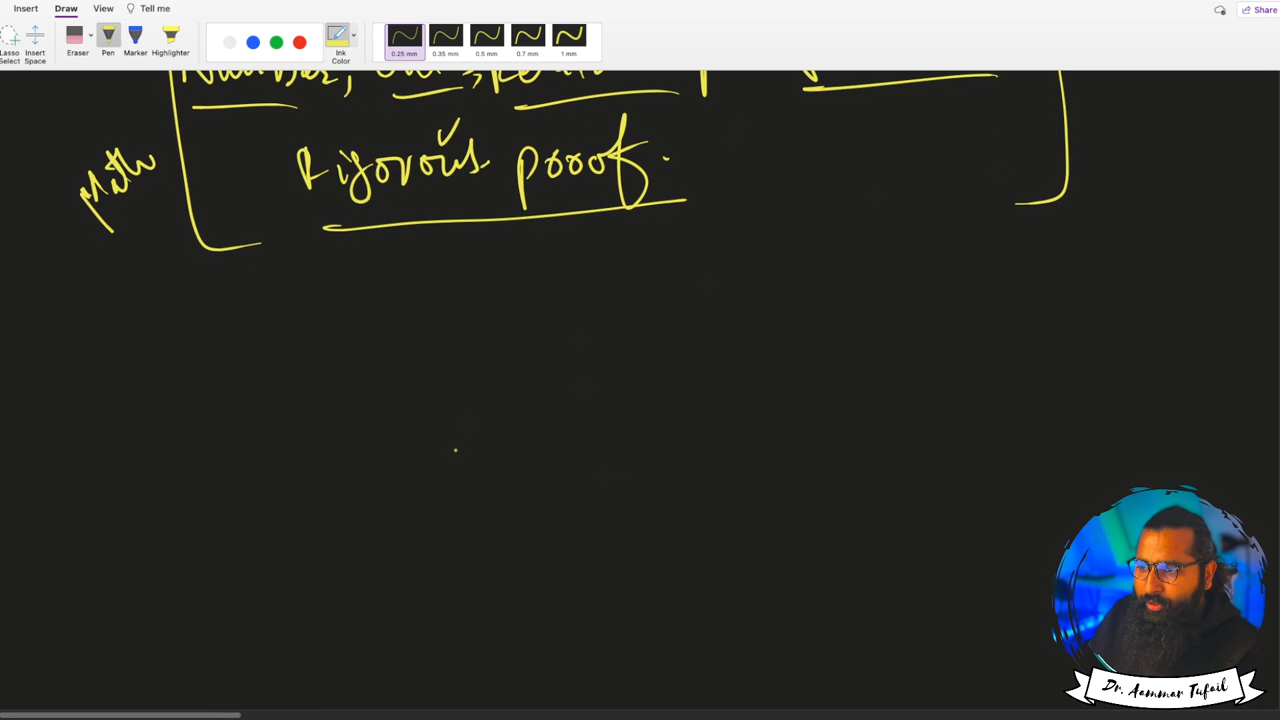 Insert Draw View Tell me
Share
Lasso Select Insert Space Eraser Pen Marker Highlighter Ink Color 0.25 mm 0.35 mm 0.5 mm 0.7 mm 1 mm
Math
Rigorous proof.
Dr. Aammar Tufail